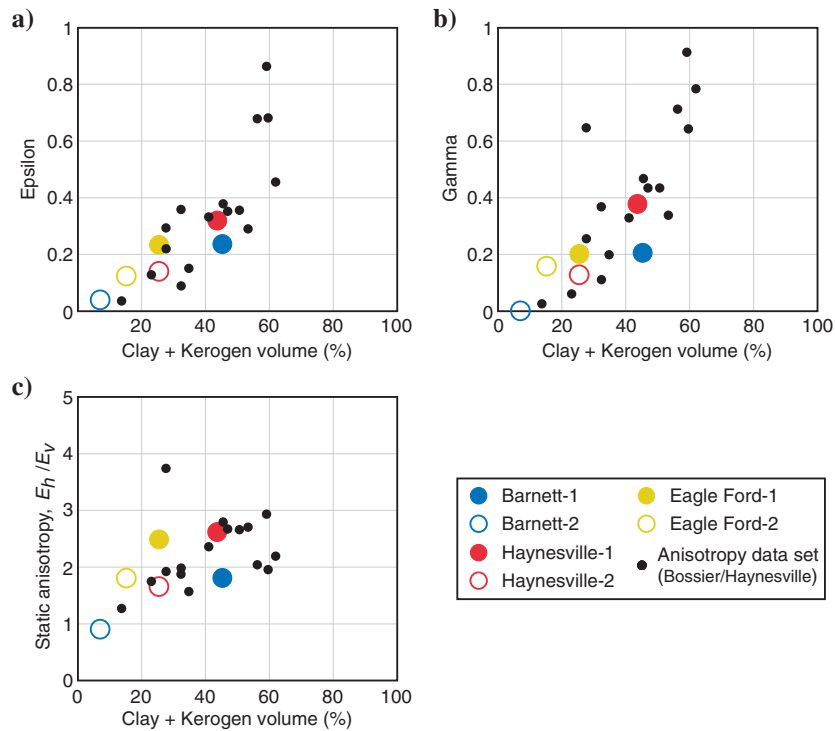 a)
1
0.8
0.6
0.4
0.2
0
Epsilon
20 40 60 80 100
Clay + Kerogen volume (%)
b)
1
0.8
0.6
0.4
0.2
0
Gamma
0 20 40 60 80 100
Clay + Kerogen volume (%)
c)
5
4
3
2
1
0
Static anisotropy, Eh /Ev
0 20 40 60 80 100
Clay + Kerogen volume (%)
Barnett-1
Barnett-2
Haynesville-1
Haynesville-2
Eagle Ford-1
Eagle Ford-2
Anisotropy data set
(Bossier/Haynesville)